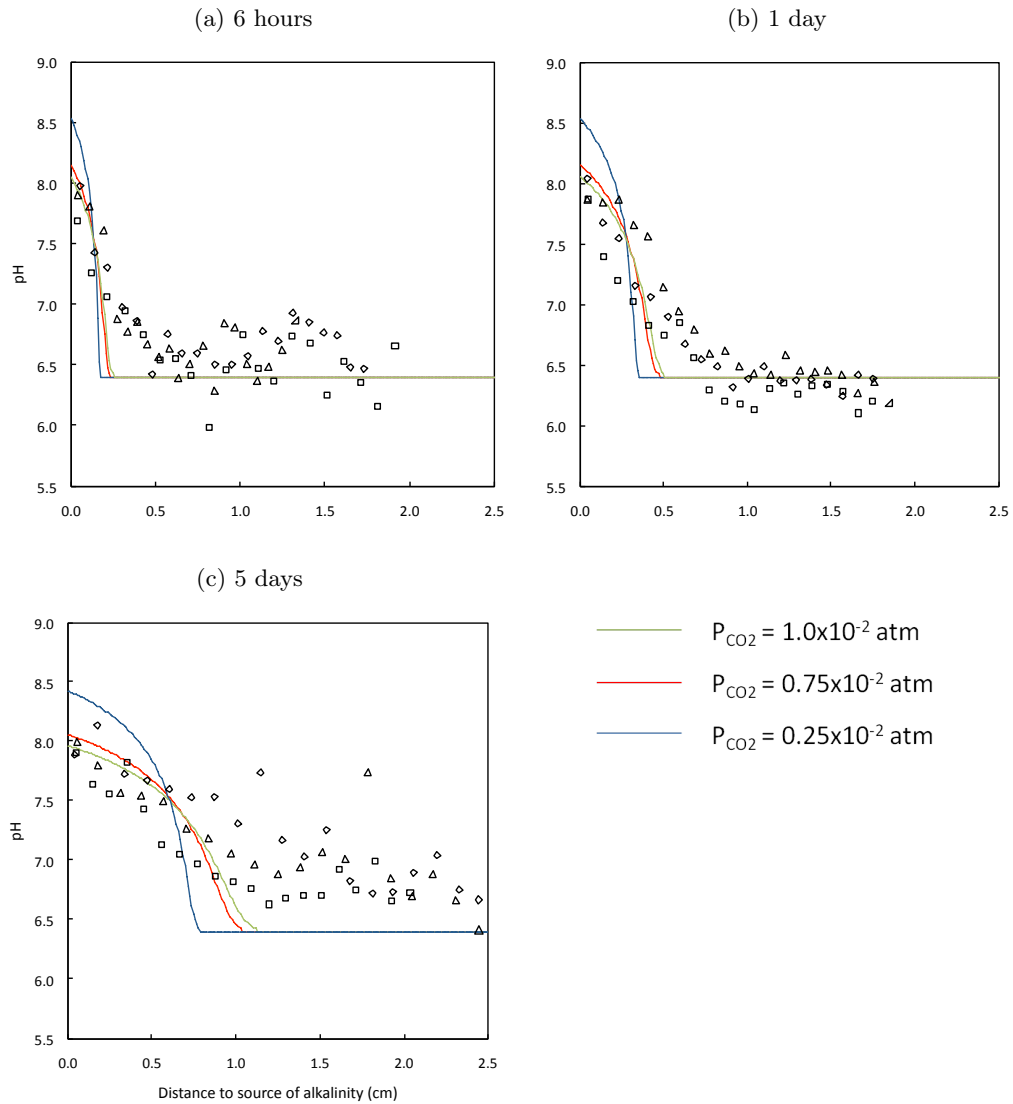 (a) 6 hours
(b) 1 day
9.0
8.5
8.0
7.5
7.0
6.5
6.0
5.5
pH
0.0 0.5 1.0 1.5 2.0 2.5
9.0
8.5
8.0
7.5
7.0
6.5
6.0
5.5
0.0 0.5 1.0 1.5 2.0 2.5
(c) 5 days
9.0
8.5
8.0
7.5
7.0
6.5
6.0
5.5
pH
0.0 0.5 1.0 1.5 2.0 2.5
Distance to source of alkalinity (cm)
P_CO2 = 1.0x10^-2 atm
P_CO2 = 0.75x10^-2 atm
P_CO2 = 0.25x10^-2 atm